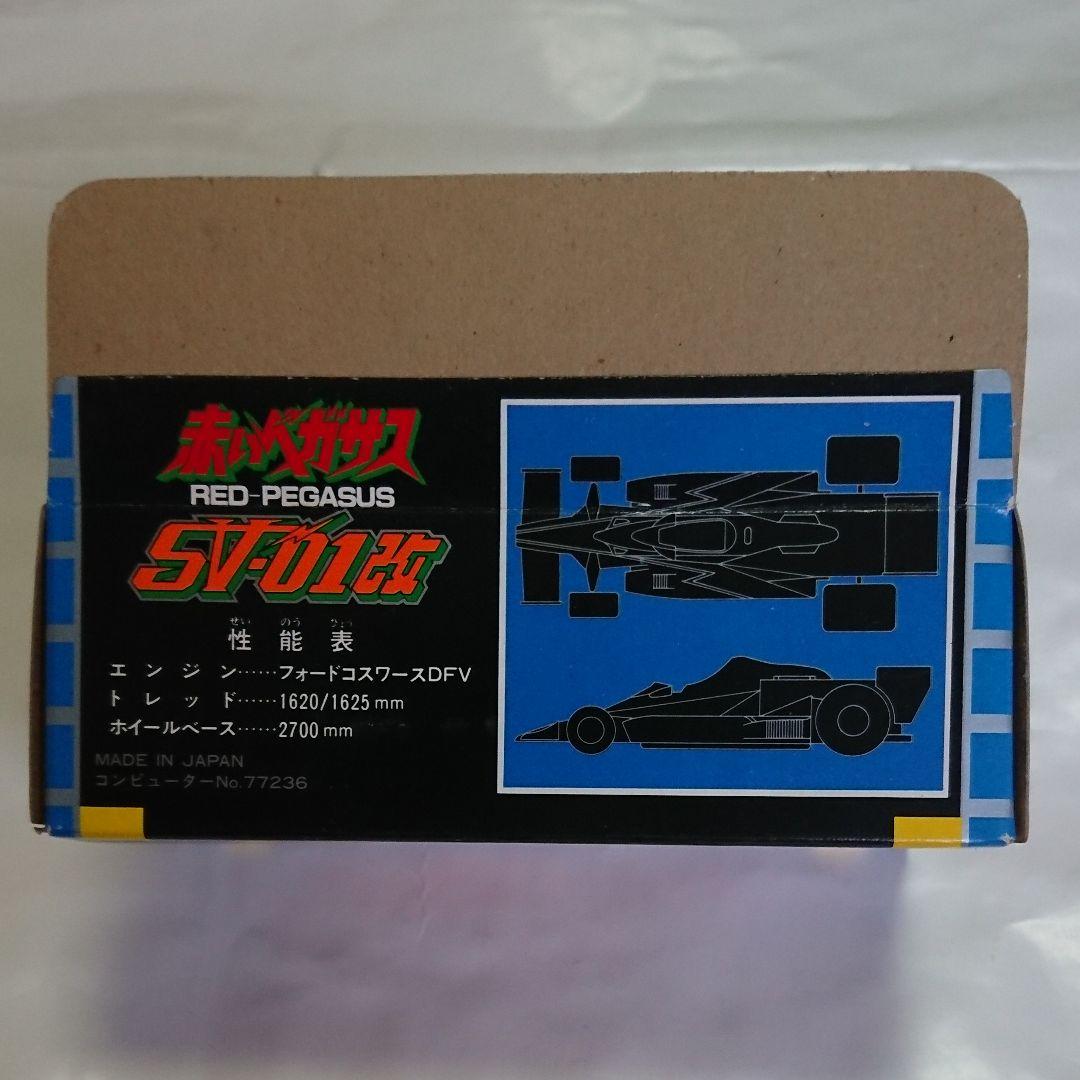 赤いペガサス
RED-PEGASUS
SV-01改
せい のう ひょう
性能表
エンジン……フォードコスワースDFV
トレッド……1620/1625mm
ホイールベース……2700mm
MADE IN JAPAN
コンピューターNo.77236